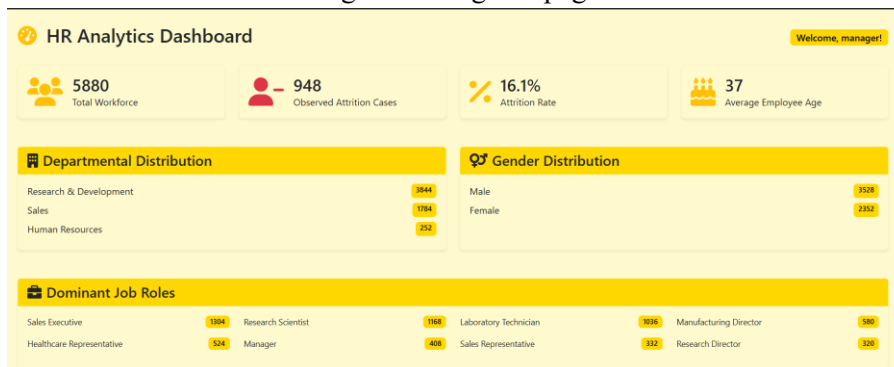 HR Analytics Dashboard
Welcome, manager!
5880
Total Workforce
948
Observed Attrition Cases
16.1%
Attrition Rate
37
Average Employee Age
Departmental Distribution
Research & Development 3844
Sales 1784
Human Resources 252
Gender Distribution
Male 3528
Female 2352
Dominant Job Roles
Sales Executive 1304 Research Scientist 1168 Laboratory Technician 1036 Manufacturing Director 580
Healthcare Representative 524 Manager 408 Sales Representative 332 Research Director 320